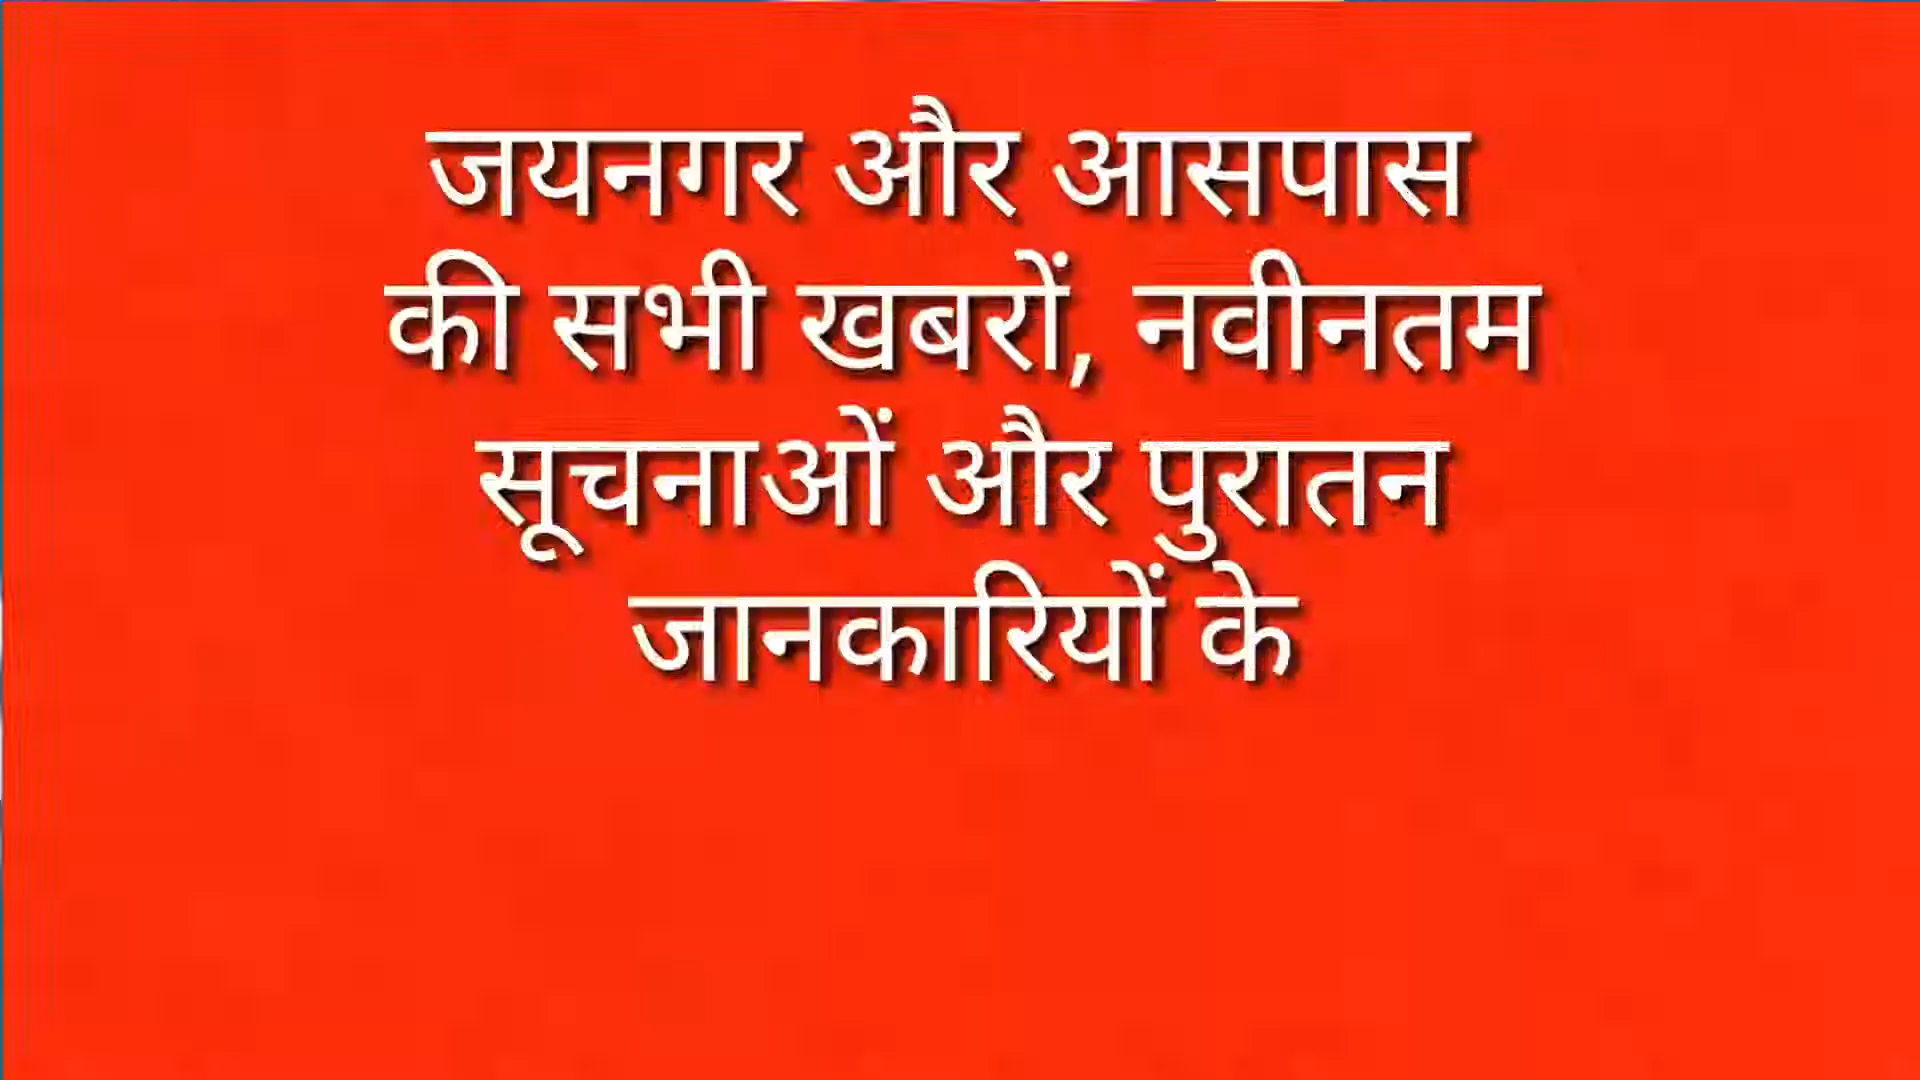 जयनगर और आसपास
की सभी खबरों, नवीनतम
सूचनाओं और पुरातन
जानकारियों के